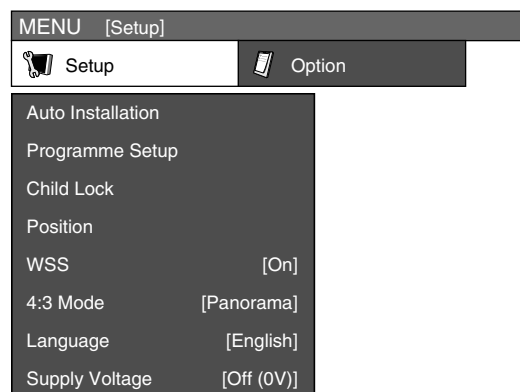 MENU [Setup]
Setup Option
Auto Installation
Programme Setup
Child Lock
Position
WSS [On]
4:3 Mode [Panorama]
Language [English]
Supply Voltage [Off (0V)]